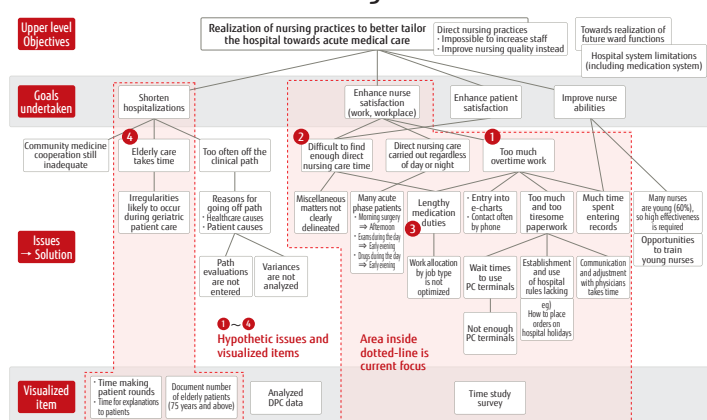 Upper level
Objectives
Realization of nursing practices to better tailor
the hospital towards acute medical care
Direct nursing practices
・Impossible to increase staff
・Improve nursing quality instead
Towards realization of
future ward functions
Hospital system limitations
(including medication system)
Goals
undertaken
Shorten
hospitalizations
Enhance nurse
satisfaction
(work, workplace)
Enhance patient
satisfaction
Improve nurse
abilities
4
2
1
Community medicine
cooperation still
inadequate
Elderly care
takes time
Too often off the
clinical path
Difficult to find
enough direct
nursing care time
Direct nursing care
carried out regardless
of day or night
Too much
overtime work
Issues
→ Solution
Irregularities
likely to occur
during geriatric
patient care
Reasons for
going off path
・Healthcare causes
・Patient causes
Miscellaneous
matters not
clearly
delineated
Many acute
phase patients
・Morning surgery
⇒ Afternoon
・Exams during the day
⇒ Early evening
・Drugs during the day
⇒ Early evening
Lengthy
medication
duties
3
・Entry into
e-charts
・Contact often
by phone
Too much
and too
tiresome
paperwork
Much time
spent
entering
records
Many nurses
are young (60%),
so high effectiveness
is required
Opportunities
to train
young nurses
Path
evaluations
are not
entered
Variances
are not
analyzed
Work allocation
by job type
is not
optimized
Wait times
to use
PC terminals
Establishment
and use
of hospital
rules lacking
Communication
and adjustment
with physicians
takes time
eg)
How to place
orders on
hospital holidays
Not enough
PC terminals
1～4
Hypothetic issues and
visualized items
Area inside
dotted-line is
current focus
Visualized
item
・Time making
patient rounds
・Time for explanations
to patients
Document number
of elderly patients
(75 years and above)
Analyzed
DPC data
Time study
survey